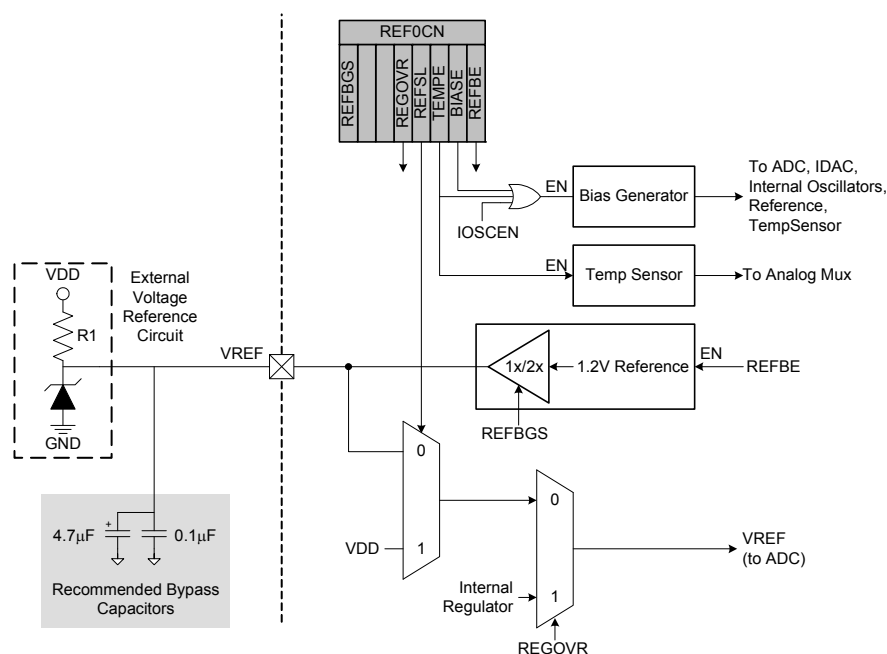 REF0CN
REFBGS
REGOVR
REFSL
TEMPE
BIASE
REFBE
IOSCEN
EN
Bias Generator
To ADC, IDAC,
Internal Oscillators,
Reference,
TempSensor
EN
Temp Sensor
To Analog Mux
VDD
R1
GND
External
Voltage
Reference
Circuit
VREF
1x/2x
1.2V Reference
EN
REFBE
REFBGS
0
VDD
1
0
Internal
Regulator
1
REGOVR
VREF
(to ADC)
4.7μF
+
0.1μF
Recommended Bypass
Capacitors